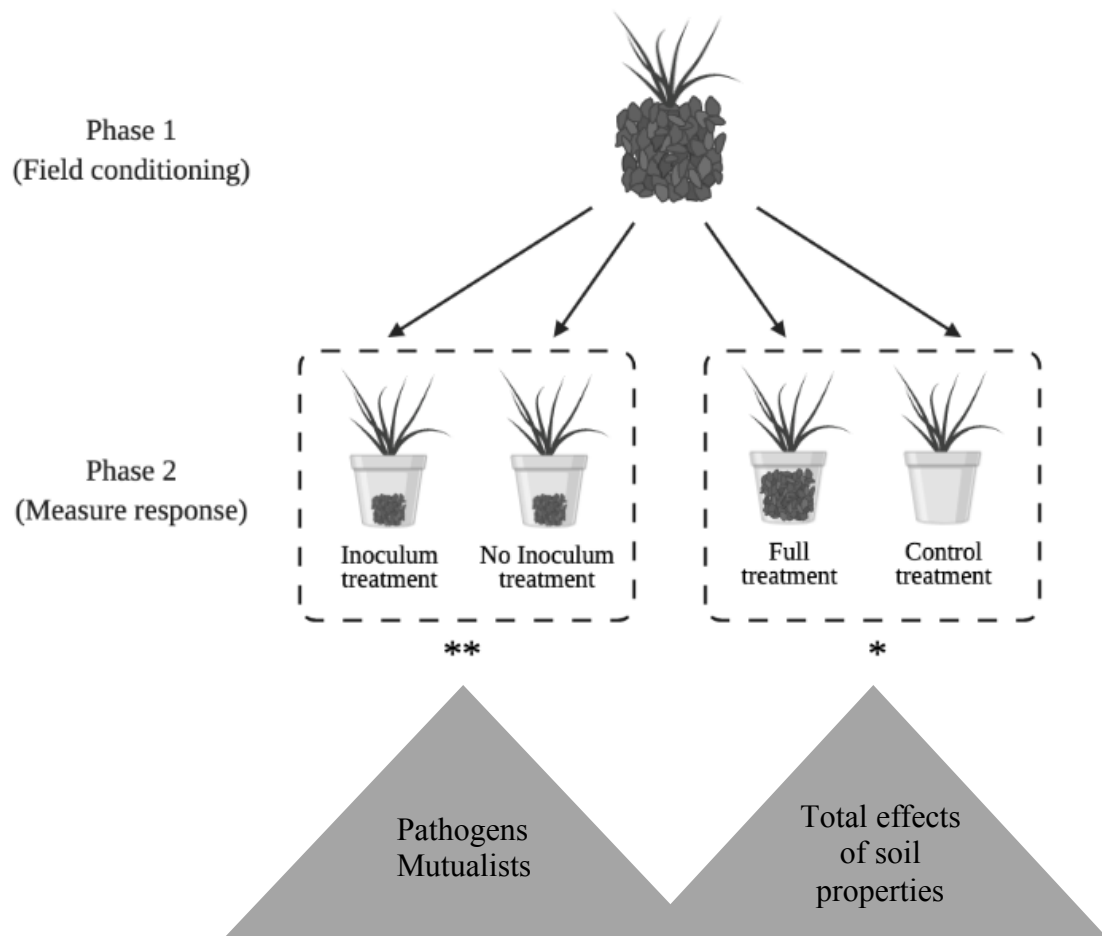 Phase 1
(Field conditioning)
Phase 2
(Measure response)
Inoculum
treatment
No Inoculum
treatment
Full
treatment
Control
treatment
**
*
Pathogens
Mutualists
Total effects
of soil
properties